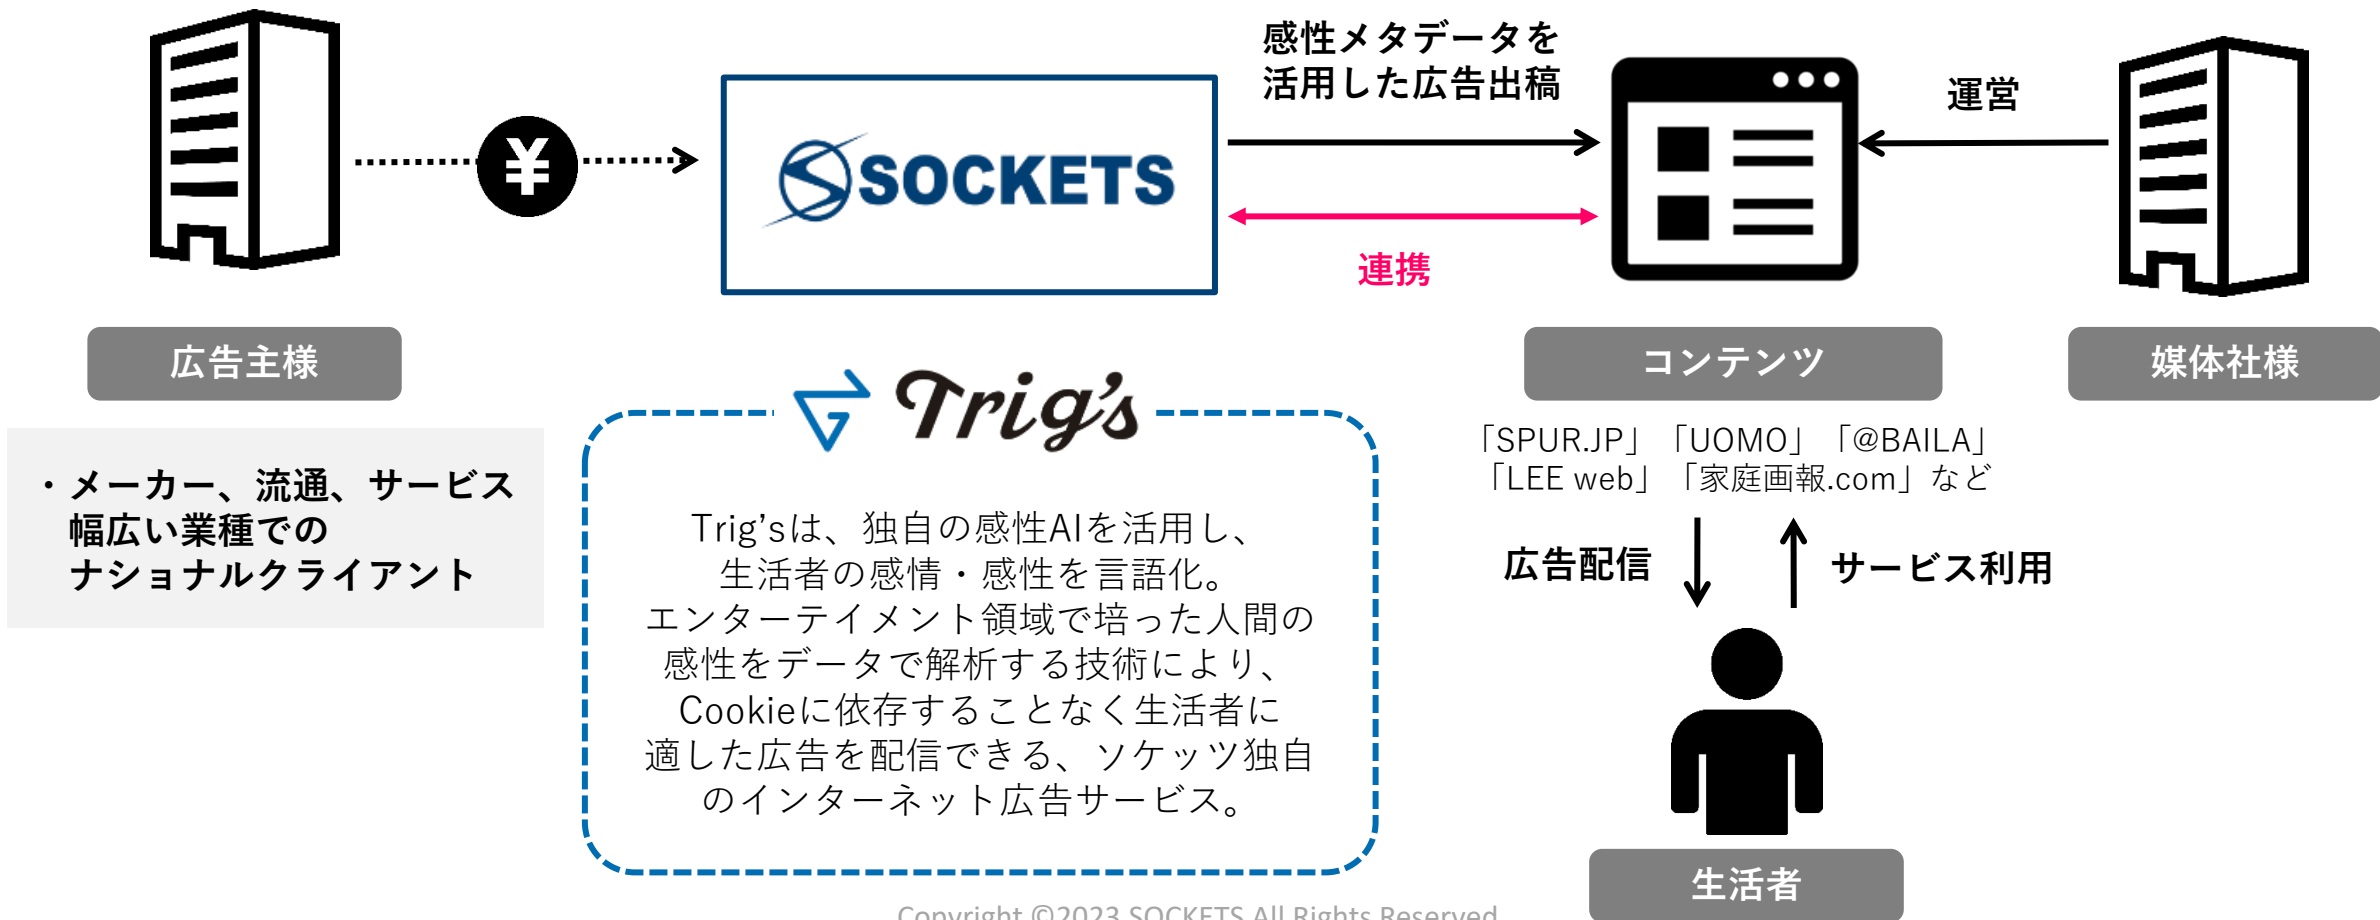 感性メタデータを
活用した広告出稿
運営
¥
SOCKETS
連携
広告主様
コンテンツ
媒体社様
Trig's
・メーカー、流通、サービス
幅広い業種での
ナショナルクライアント
「SPUR.JP」「UOMO」「@BAILA」
「LEE web」「家庭画報.com」など
Trig'sは、独自の感性AIを活用し、
生活者の感情・感性を言語化。
エンターテイメント領域で培った人間の
感性をデータで解析する技術により、
Cookieに依存することなく生活者に
適した広告を配信できる、ソケッツ独自
のインターネット広告サービス。
広告配信
サービス利用
生活者
Copyright ©2023 SOCKETS All Rights Reserved